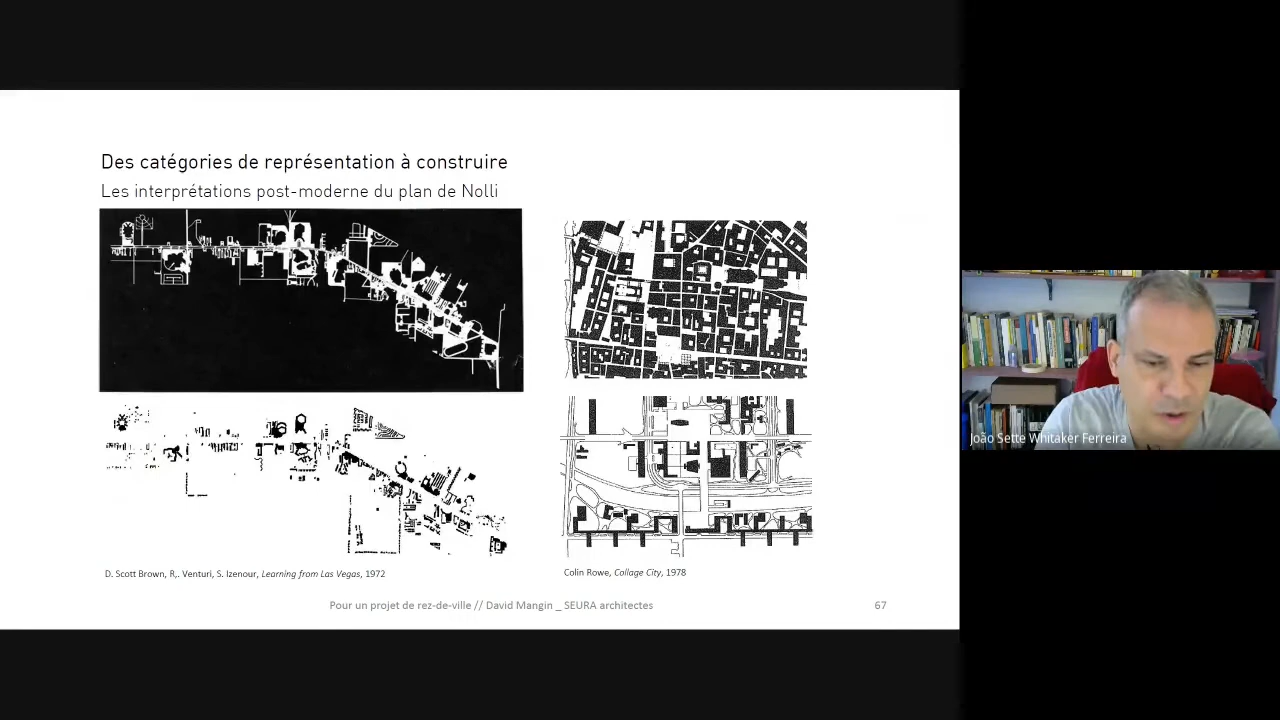 Des catégories de représentation à construire
Les interprétations post-moderne du plan de Nolli
D. Scott Brown, R,. Venturi, S. Izenour, Learning from Las Vegas, 1972
Colin Rowe, Collage City, 1978
Pour un projet de rez-de-ville // David Mangin _ SEURA architectes
67
João Sette Whitaker Ferreira